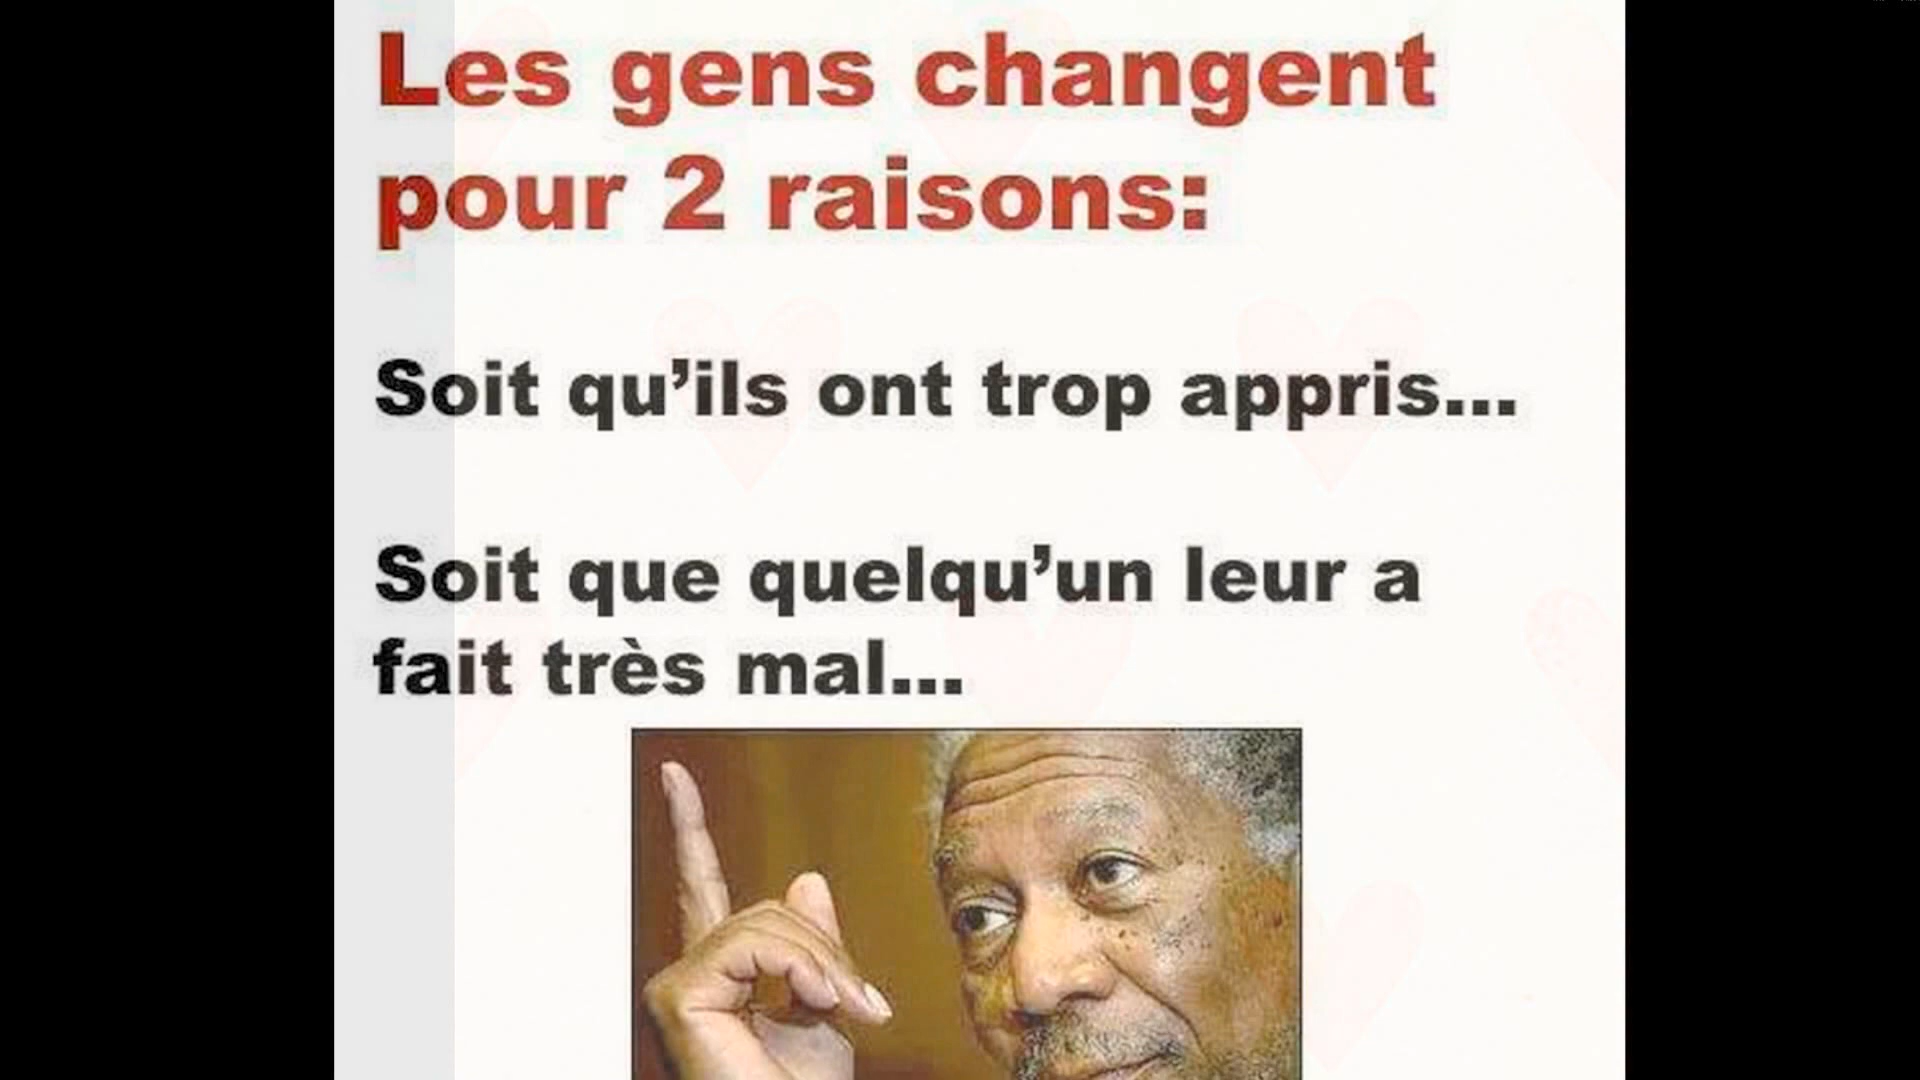 Les gens changent
pour 2 raisons:
Soit qu’ils ont trop appris...
Soit que quelqu’un leur a
fait très mal...